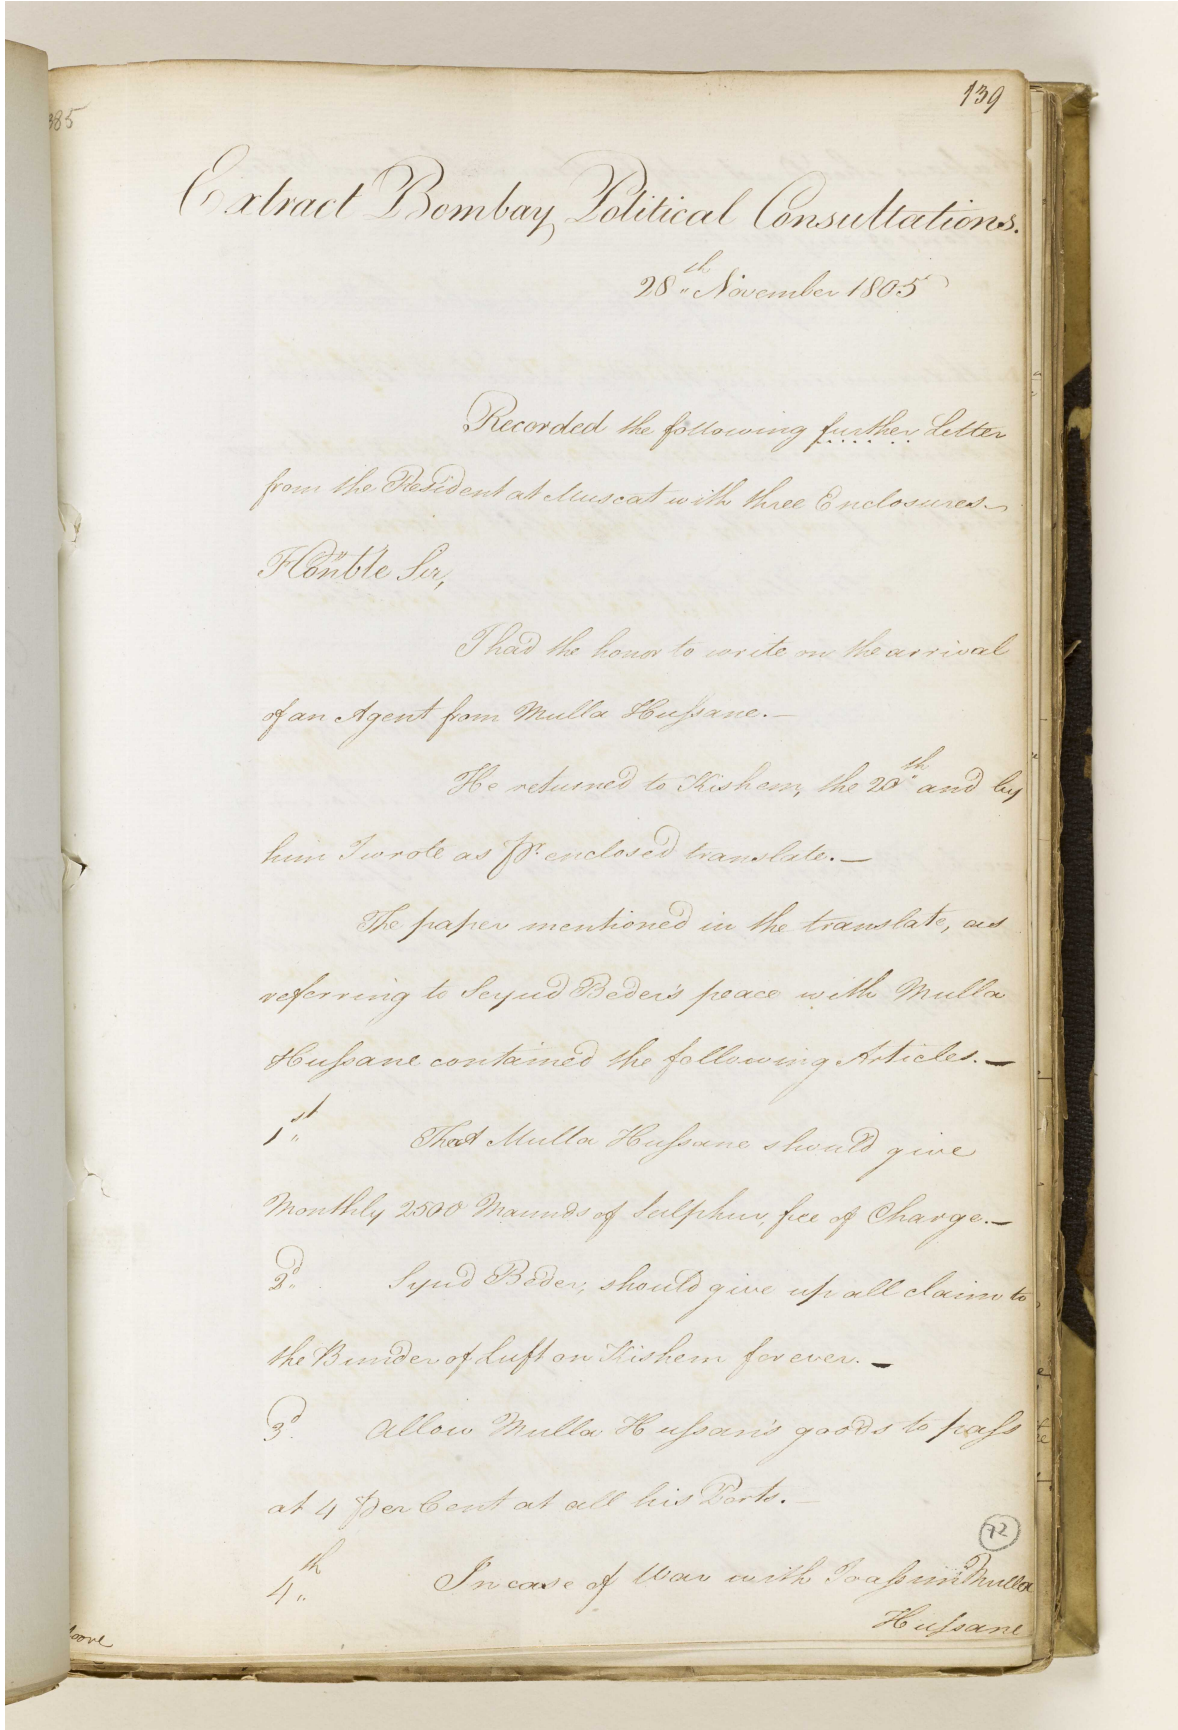 139
385
Extract Bombay Political Consultations.
28th November 1805
Recorded the following further Letter
from the Resident at Muscat with three Enclosures
Honble Sir,
I had the honor to write on the arrival
of an Agent from Mulla Hussane.—
He returned to Kishem, the 20th and by
him I wrote as pr. enclosed translate.—
The paper mentioned in the translate, as
referring to Seyud Beder's peace with Mulla
Hussane contained the following Articles.—
1st That Mulla Hussane should give
Monthly 2500 Maunds of Sulphur, free of Charge.—
2d Syud Beder, should give up all claim to
the Bunder of Luft on Kishem for ever.—
3d. Allow Mulla Hussan's goods to pass
at 4 per Cent at all his Ports.—
72
4th In case of War with Mulla
Hussane